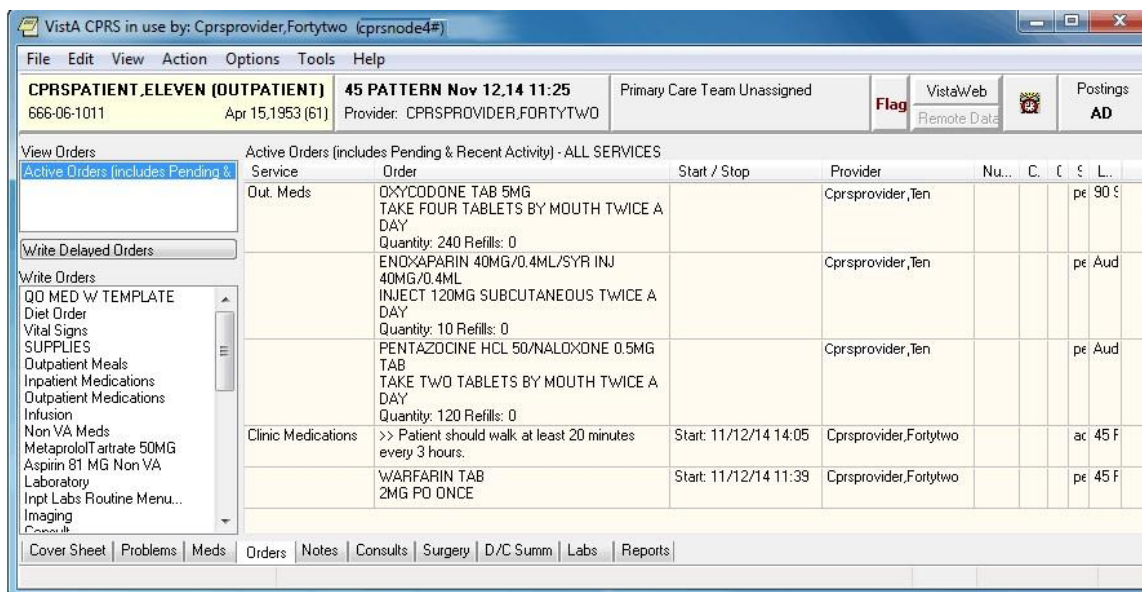 VistA CPRS in use by: Cprsprovider,Fortytwo (cprsnode4#)
File Edit View Action Options Tools Help
CPRSPATIENT,ELEVEN (OUTPATIENT) 45 PATTERN Nov 12,14 11:25 Primary Care Team Unassigned Flag VistaWeb Postings
666-06-1011 Apr 15,1953 (61) Provider: CPRSPROVIDER,FORTYTWO Remote Data AD
View Orders
Active Orders (includes Pending &
Active Orders (includes Pending & Recent Activity) - ALL SERVICES
Service Order Start / Stop Provider Nu... C. S L...
Out. Meds OXYCODONE TAB 5MG Cprsprovider,Ten pe 90 S
TAKE FOUR TABLETS BY MOUTH TWICE A
DAY
Quantity: 240 Refills: 0
ENOXAPARIN 40MG/0.4ML/SYR INJ Cprsprovider,Ten pe Aud
40MG/0.4ML
INJECT 120MG SUBCUTANEOUS TWICE A
DAY
Quantity: 10 Refills: 0
PENTAZOCINE HCL 50/NALOXONE 0.5MG Cprsprovider,Ten pe Aud
TAB
TAKE TWO TABLETS BY MOUTH TWICE A
DAY
Quantity: 120 Refills: 0
Clinic Medications >> Patient should walk at least 20 minutes Start: 11/12/14 14:05 Cprsprovider,Fortytwo ac 45 F
every 3 hours.
WARFARIN TAB Start: 11/12/14 11:39 Cprsprovider,Fortytwo pe 45 F
2MG PO ONCE
Write Delayed Orders
Write Orders
QO MED W TEMPLATE
Diet Order
Vital Signs
SUPPLIES
Outpatient Meals
Inpatient Medications
Outpatient Medications
Infusion
Non VA Meds
MetaprololTartrate 50MG
Aspirin 81 MG Non VA
Laboratory
Inpt Labs Routine Menu...
Imaging
Cover Sheet Problems Meds Orders Notes Consults Surgery D/C Summ Labs Reports